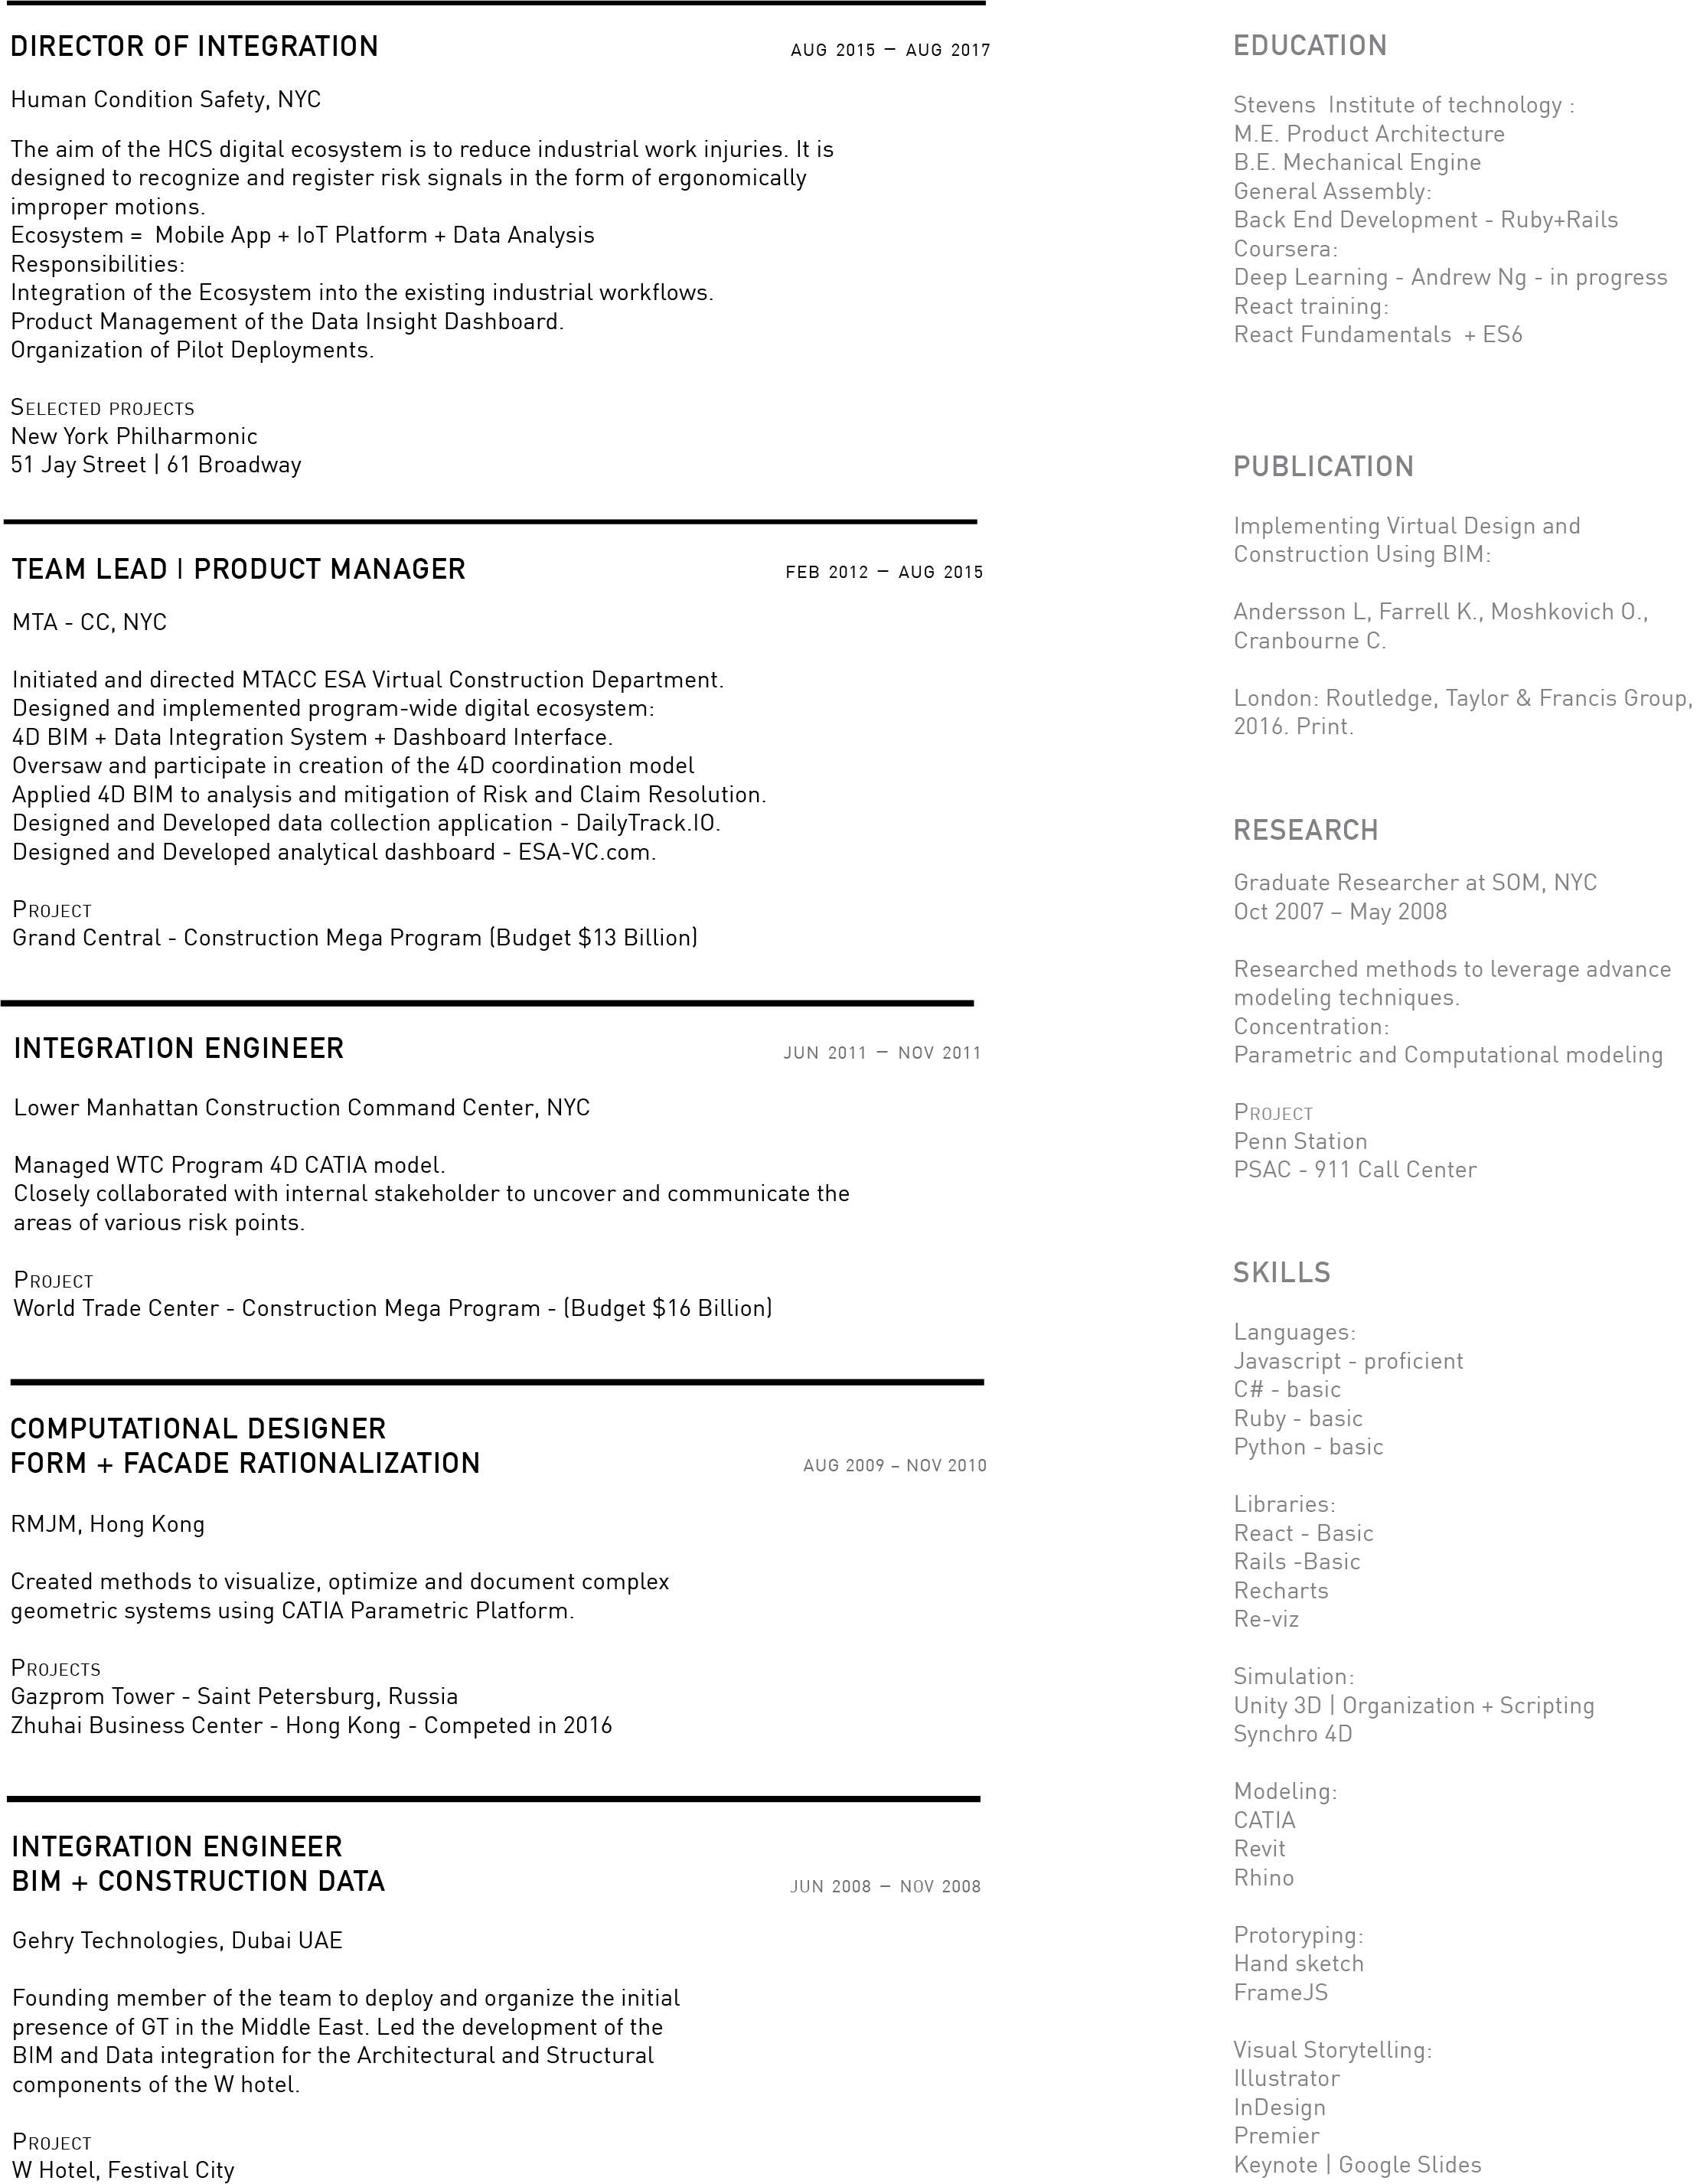 DIRECTOR OF INTEGRATION
AUG 2015 — AUG 2017
Human Condition Safety, NYC
The aim of the HCS digital ecosystem is to reduce industrial work injuries. It is
designed to recognize and register risk signals in the form of ergonomically
improper motions.
Ecosystem =  Mobile App + IoT Platform + Data Analysis
Responsibilities:
Integration of the Ecosystem into the existing industrial workflows.
Product Management of the Data Insight Dashboard.
Organization of Pilot Deployments.
Selected projects
New York Philharmonic
51 Jay Street | 61 Broadway
TEAM LEAD | PRODUCT MANAGER
FEB 2012 — AUG 2015
MTA - CC, NYC
Initiated and directed MTACC ESA Virtual Construction Department.
Designed and implemented program-wide digital ecosystem:
4D BIM + Data Integration System + Dashboard Interface.
Oversaw and participate in creation of the 4D coordination model
Applied 4D BIM to analysis and mitigation of Risk and Claim Resolution.
Designed and Developed data collection application - DailyTrack.IO.
Designed and Developed analytical dashboard - ESA-VC.com.
Project
Grand Central - Construction Mega Program (Budget $13 Billion)
INTEGRATION ENGINEER
JUN 2011 — NOV 2011
Lower Manhattan Construction Command Center, NYC
Managed WTC Program 4D CATIA model.
Closely collaborated with internal stakeholder to uncover and communicate the
areas of various risk points.
Project
World Trade Center - Construction Mega Program - (Budget $16 Billion)
COMPUTATIONAL DESIGNER
FORM + FACADE RATIONALIZATION
AUG 2009 – NOV 2010
RMJM, Hong Kong
Created methods to visualize, optimize and document complex
geometric systems using CATIA Parametric Platform.
Projects
Gazprom Tower - Saint Petersburg, Russia
Zhuhai Business Center - Hong Kong - Competed in 2016
INTEGRATION ENGINEER
BIM + CONSTRUCTION DATA
JUN 2008 — NOV 2008
Gehry Technologies, Dubai UAE
Founding member of the team to deploy and organize the initial
presence of GT in the Middle East. Led the development of the
BIM and Data integration for the Architectural and Structural
components of the W hotel.
Project
W Hotel, Festival City
EDUCATION
Stevens  Institute of technology :
M.E. Product Architecture
B.E. Mechanical Engine
General Assembly:
Back End Development - Ruby+Rails
Coursera:
Deep Learning - Andrew Ng - in progress
React training:
React Fundamentals  + ES6
PUBLICATION
Implementing Virtual Design and
Construction Using BIM:
Andersson L, Farrell K., Moshkovich O.,
Cranbourne C.
London: Routledge, Taylor & Francis Group,
2016. Print.
RESEARCH
Graduate Researcher at SOM, NYC
Oct 2007 – May 2008
Researched methods to leverage advance
modeling techniques.
Concentration:
Parametric and Computational modeling
Project
Penn Station
PSAC - 911 Call Center
SKILLS
Languages:
Javascript - proficient
C# - basic
Ruby - basic
Python - basic
Libraries:
React - Basic
Rails -Basic
Recharts
Re-viz
Simulation:
Unity 3D | Organization + Scripting
Synchro 4D
Modeling:
CATIA
Revit
Rhino
Protoryping:
Hand sketch
FrameJS
Visual Storytelling:
Illustrator
InDesign
Premier
Keynote | Google Slides